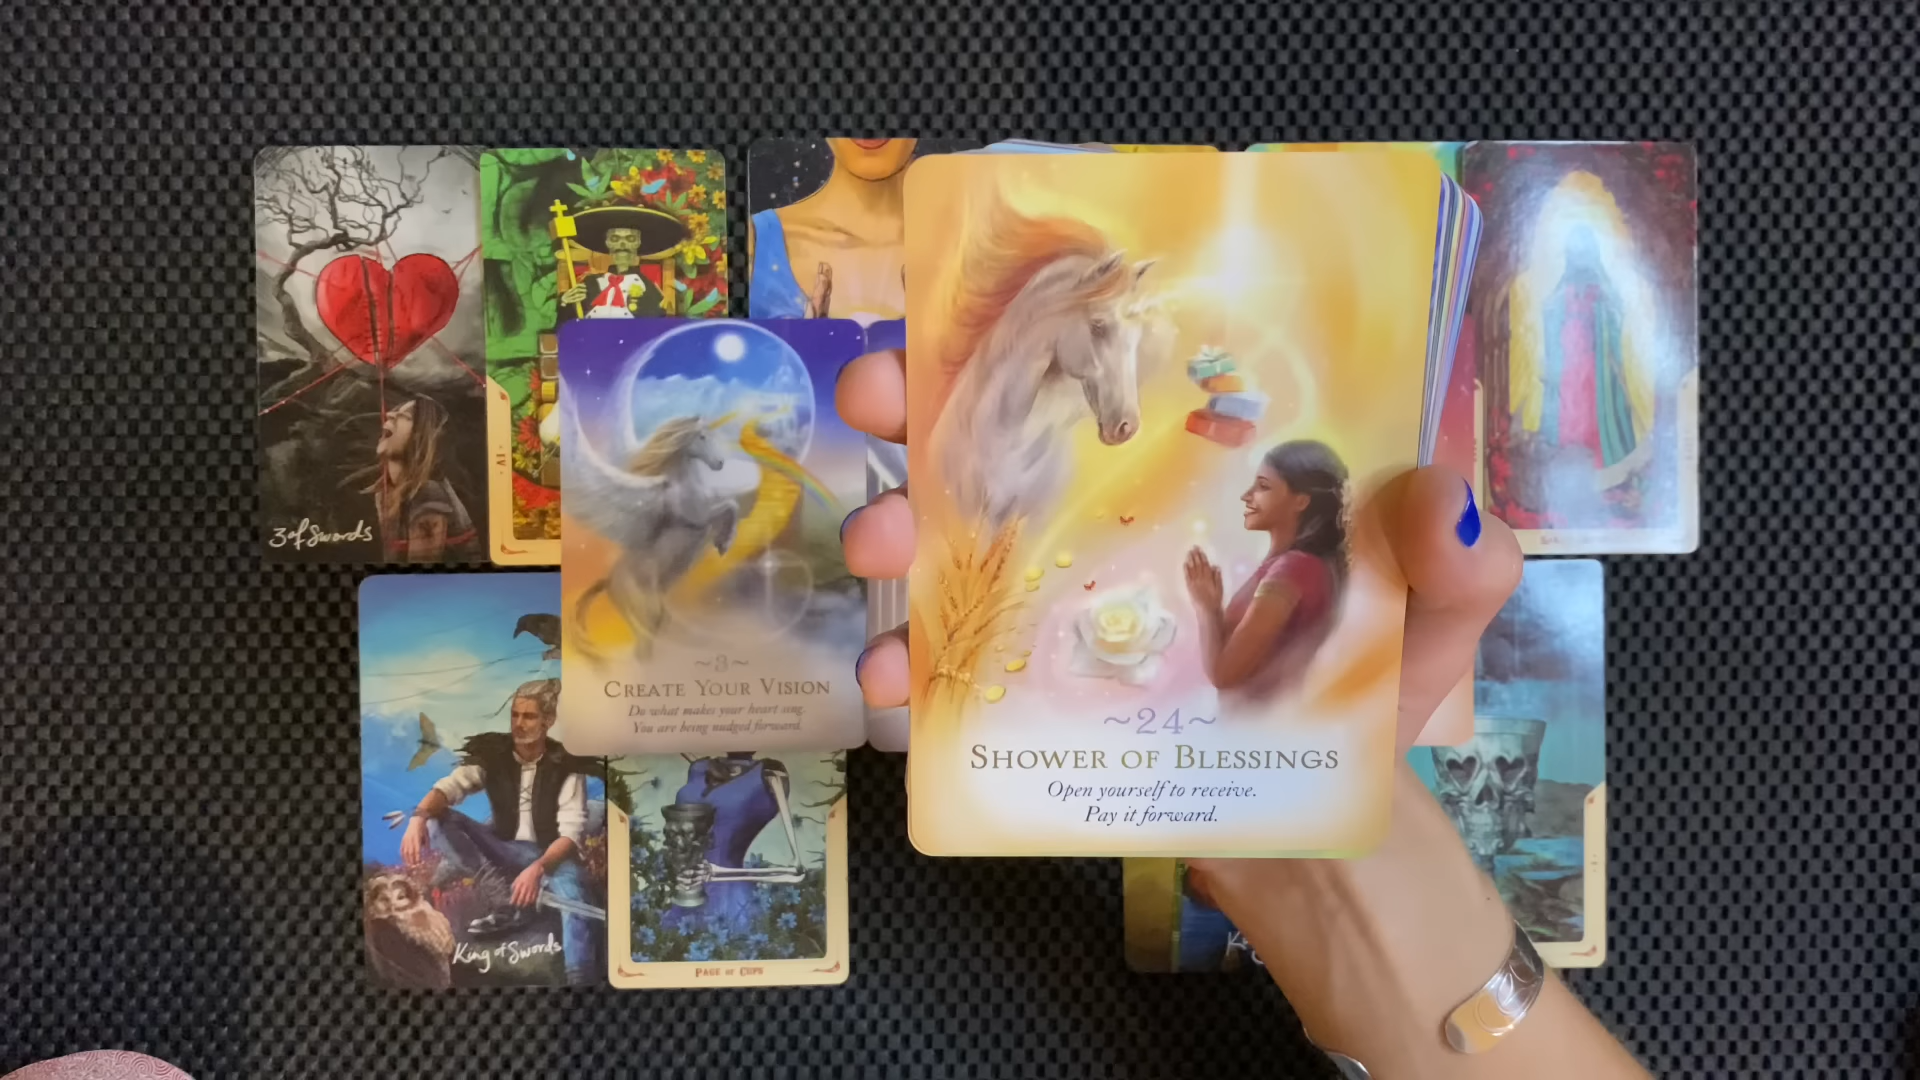 3 of Swords
· IV ·
~3~
CREATE YOUR VISION
Do what makes your heart sing.
You are being nudged forward.
~24~
SHOWER OF BLESSINGS
Open yourself to receive.
Pay it forward.
King of Swords
PAGE OF CUPS